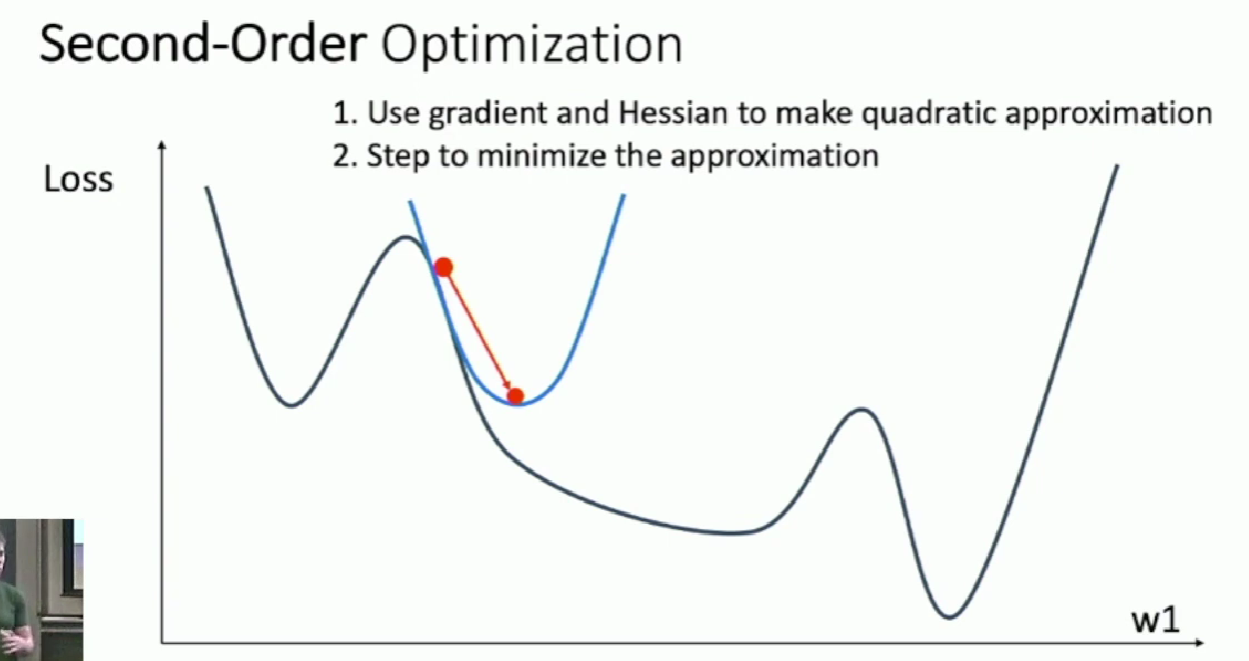 Second-Order Optimization
1. Use gradient and Hessian to make quadratic approximation
2. Step to minimize the approximation
Loss
w1